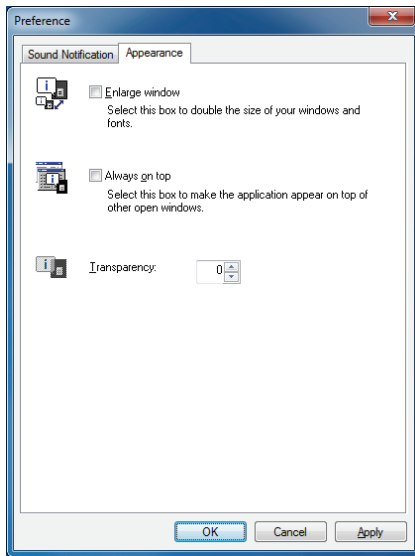 Preference
Sound Notification
Appearance
Enlarge window
Select this box to double the size of your windows and
fonts.
Always on top
Select this box to make the application appear on top of
other open windows.
Transparency: 0
OK Cancel Apply